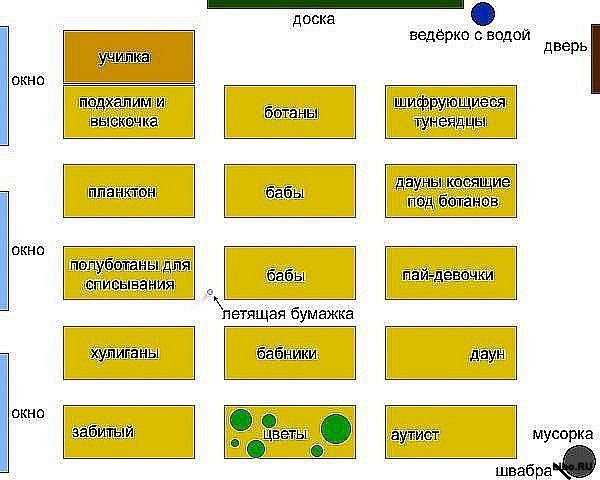 доска
ведёрко с водой
дверь
училка
окно
подхалим и
выскочка
ботаны
шифрующиеся
тунеядцы
планктон
бабы
дауны косящие
под ботанов
окно
полуботаны для
списывания
бабы
пай-девочки
летящая бумажка
хулиганы
бабники
даун
окно
забитый
цветы
аутист
мусорка
швабра